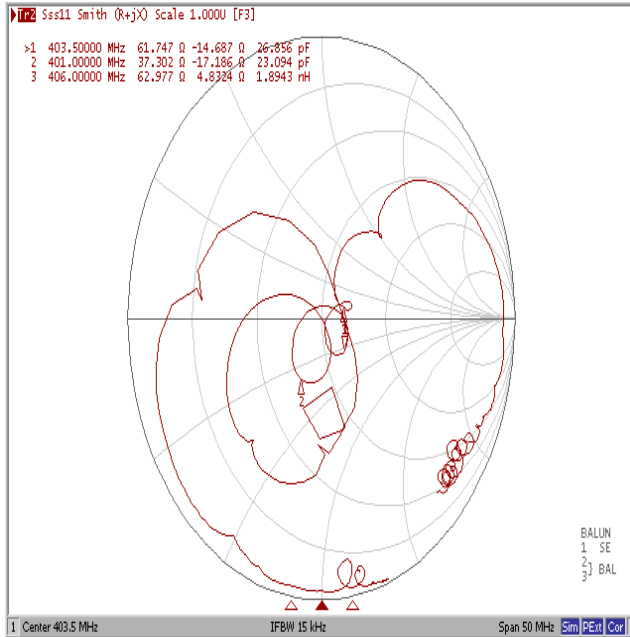 Tr2 Sss11 Smith (R+jX) Scale 1.000U [F3]
>1 403.50000 MHz 61.747 Ω -14.687 Ω 26.856 pF
2 401.00000 MHz 37.302 Ω -17.186 Ω 23.094 pF
3 406.00000 MHz 62.977 Ω 4.8324 Ω 1.8943 nH
BALUN
1 SE
2
3] BAL
1 Center 403.5 MHz IFBW 15 kHz Span 50 MHz Sim PExt Cor